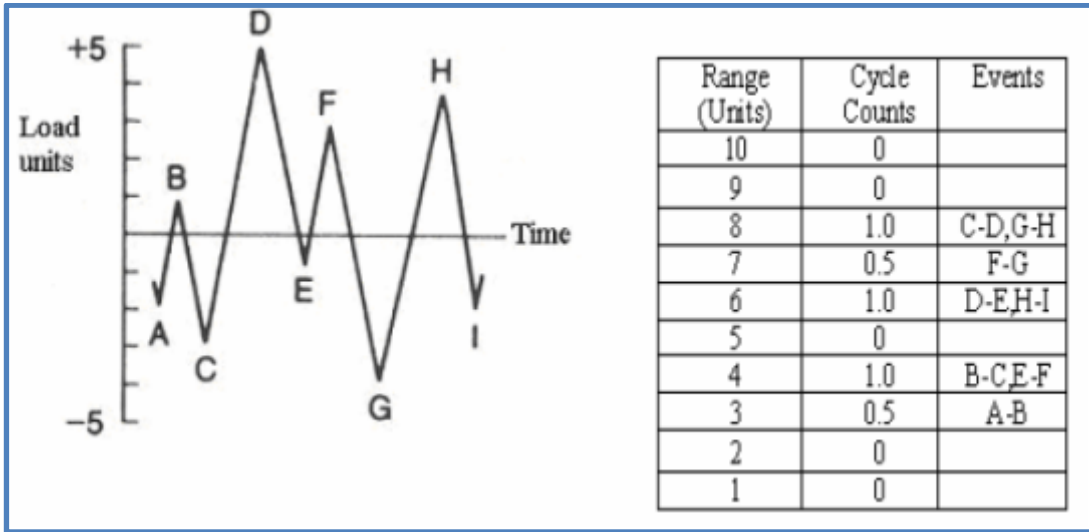 +5
Load
units
-5
A
B
C
D
E
F
G
H
I
Time
Range Cycle Events
(Units) Counts
10 0
9 0
8 1.0 C-D,G-H
7 0.5 F-G
6 1.0 D-E,H-I
5 0
4 1.0 B-C,E-F
3 0.5 A-B
2 0
1 0